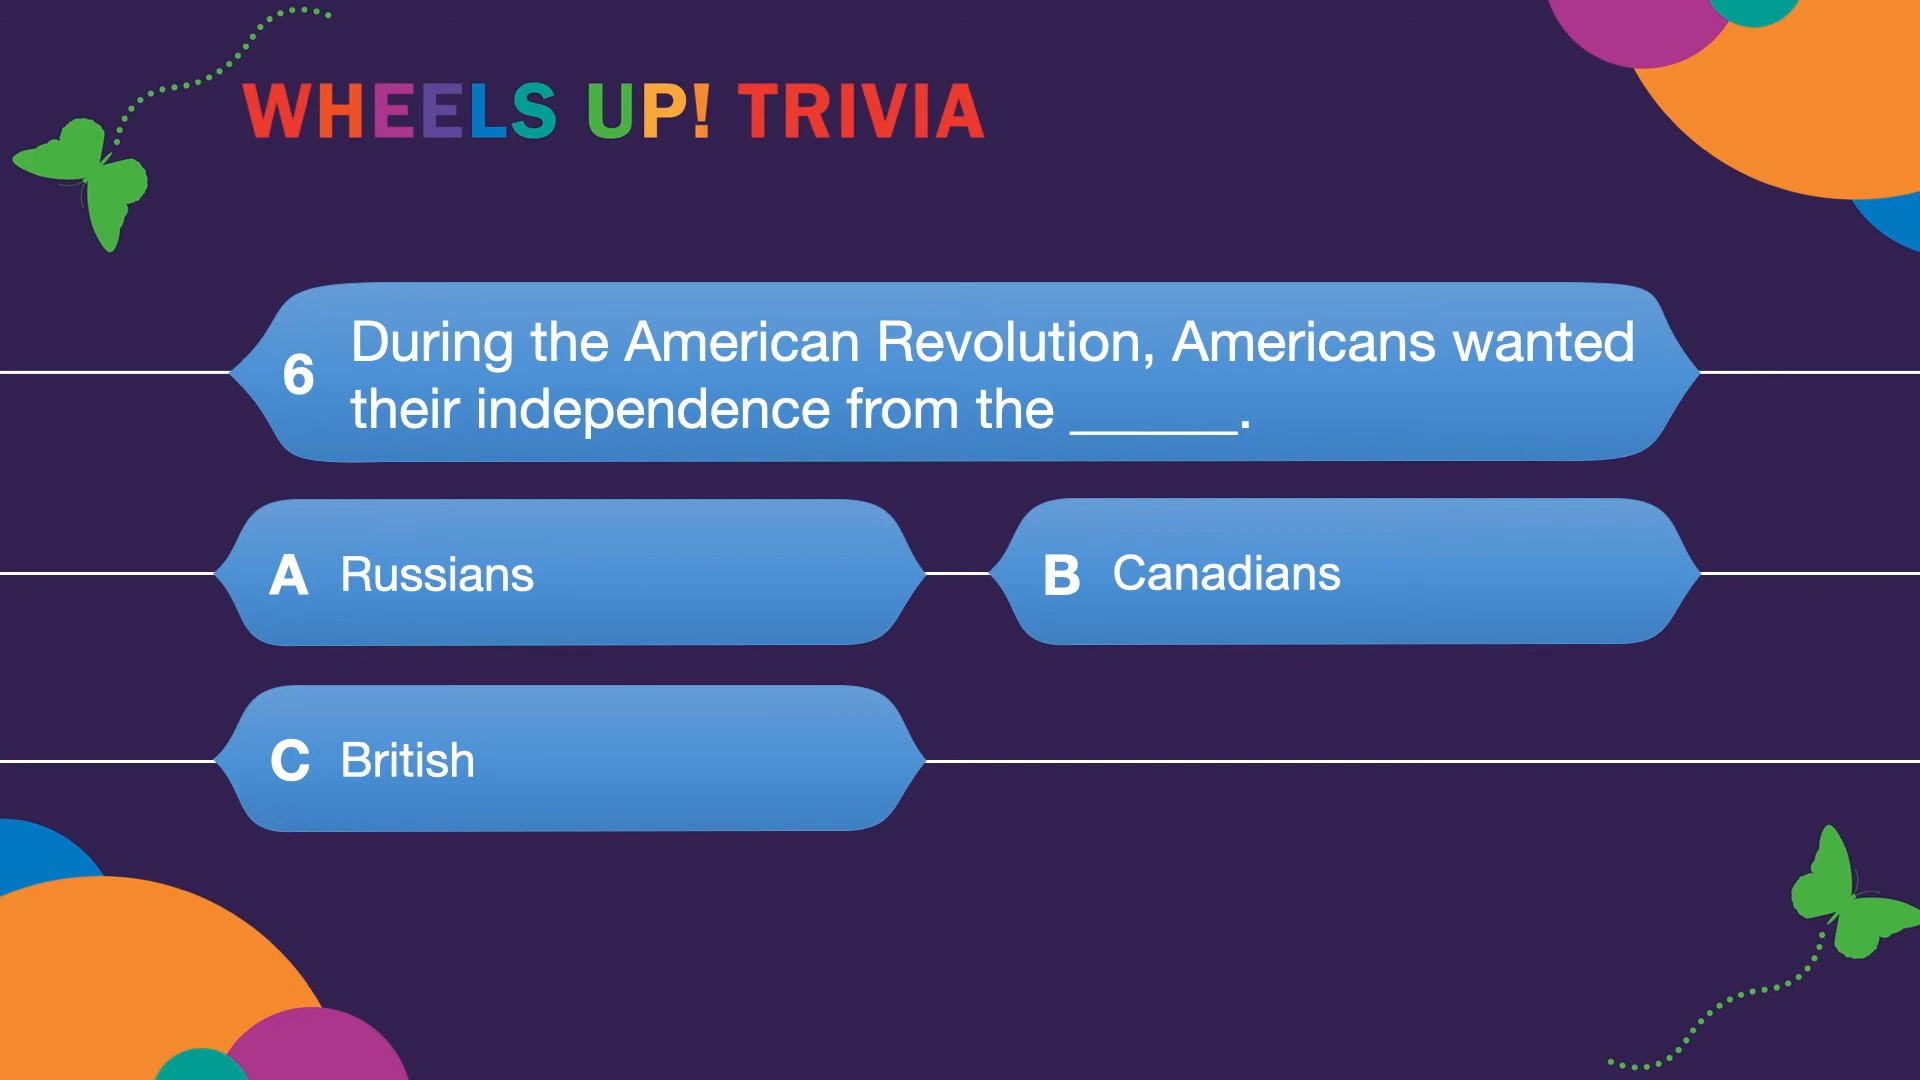 WHEELS UP! TRIVIA
6 During the American Revolution, Americans wanted
their independence from the ______.
A Russians
B Canadians
C British